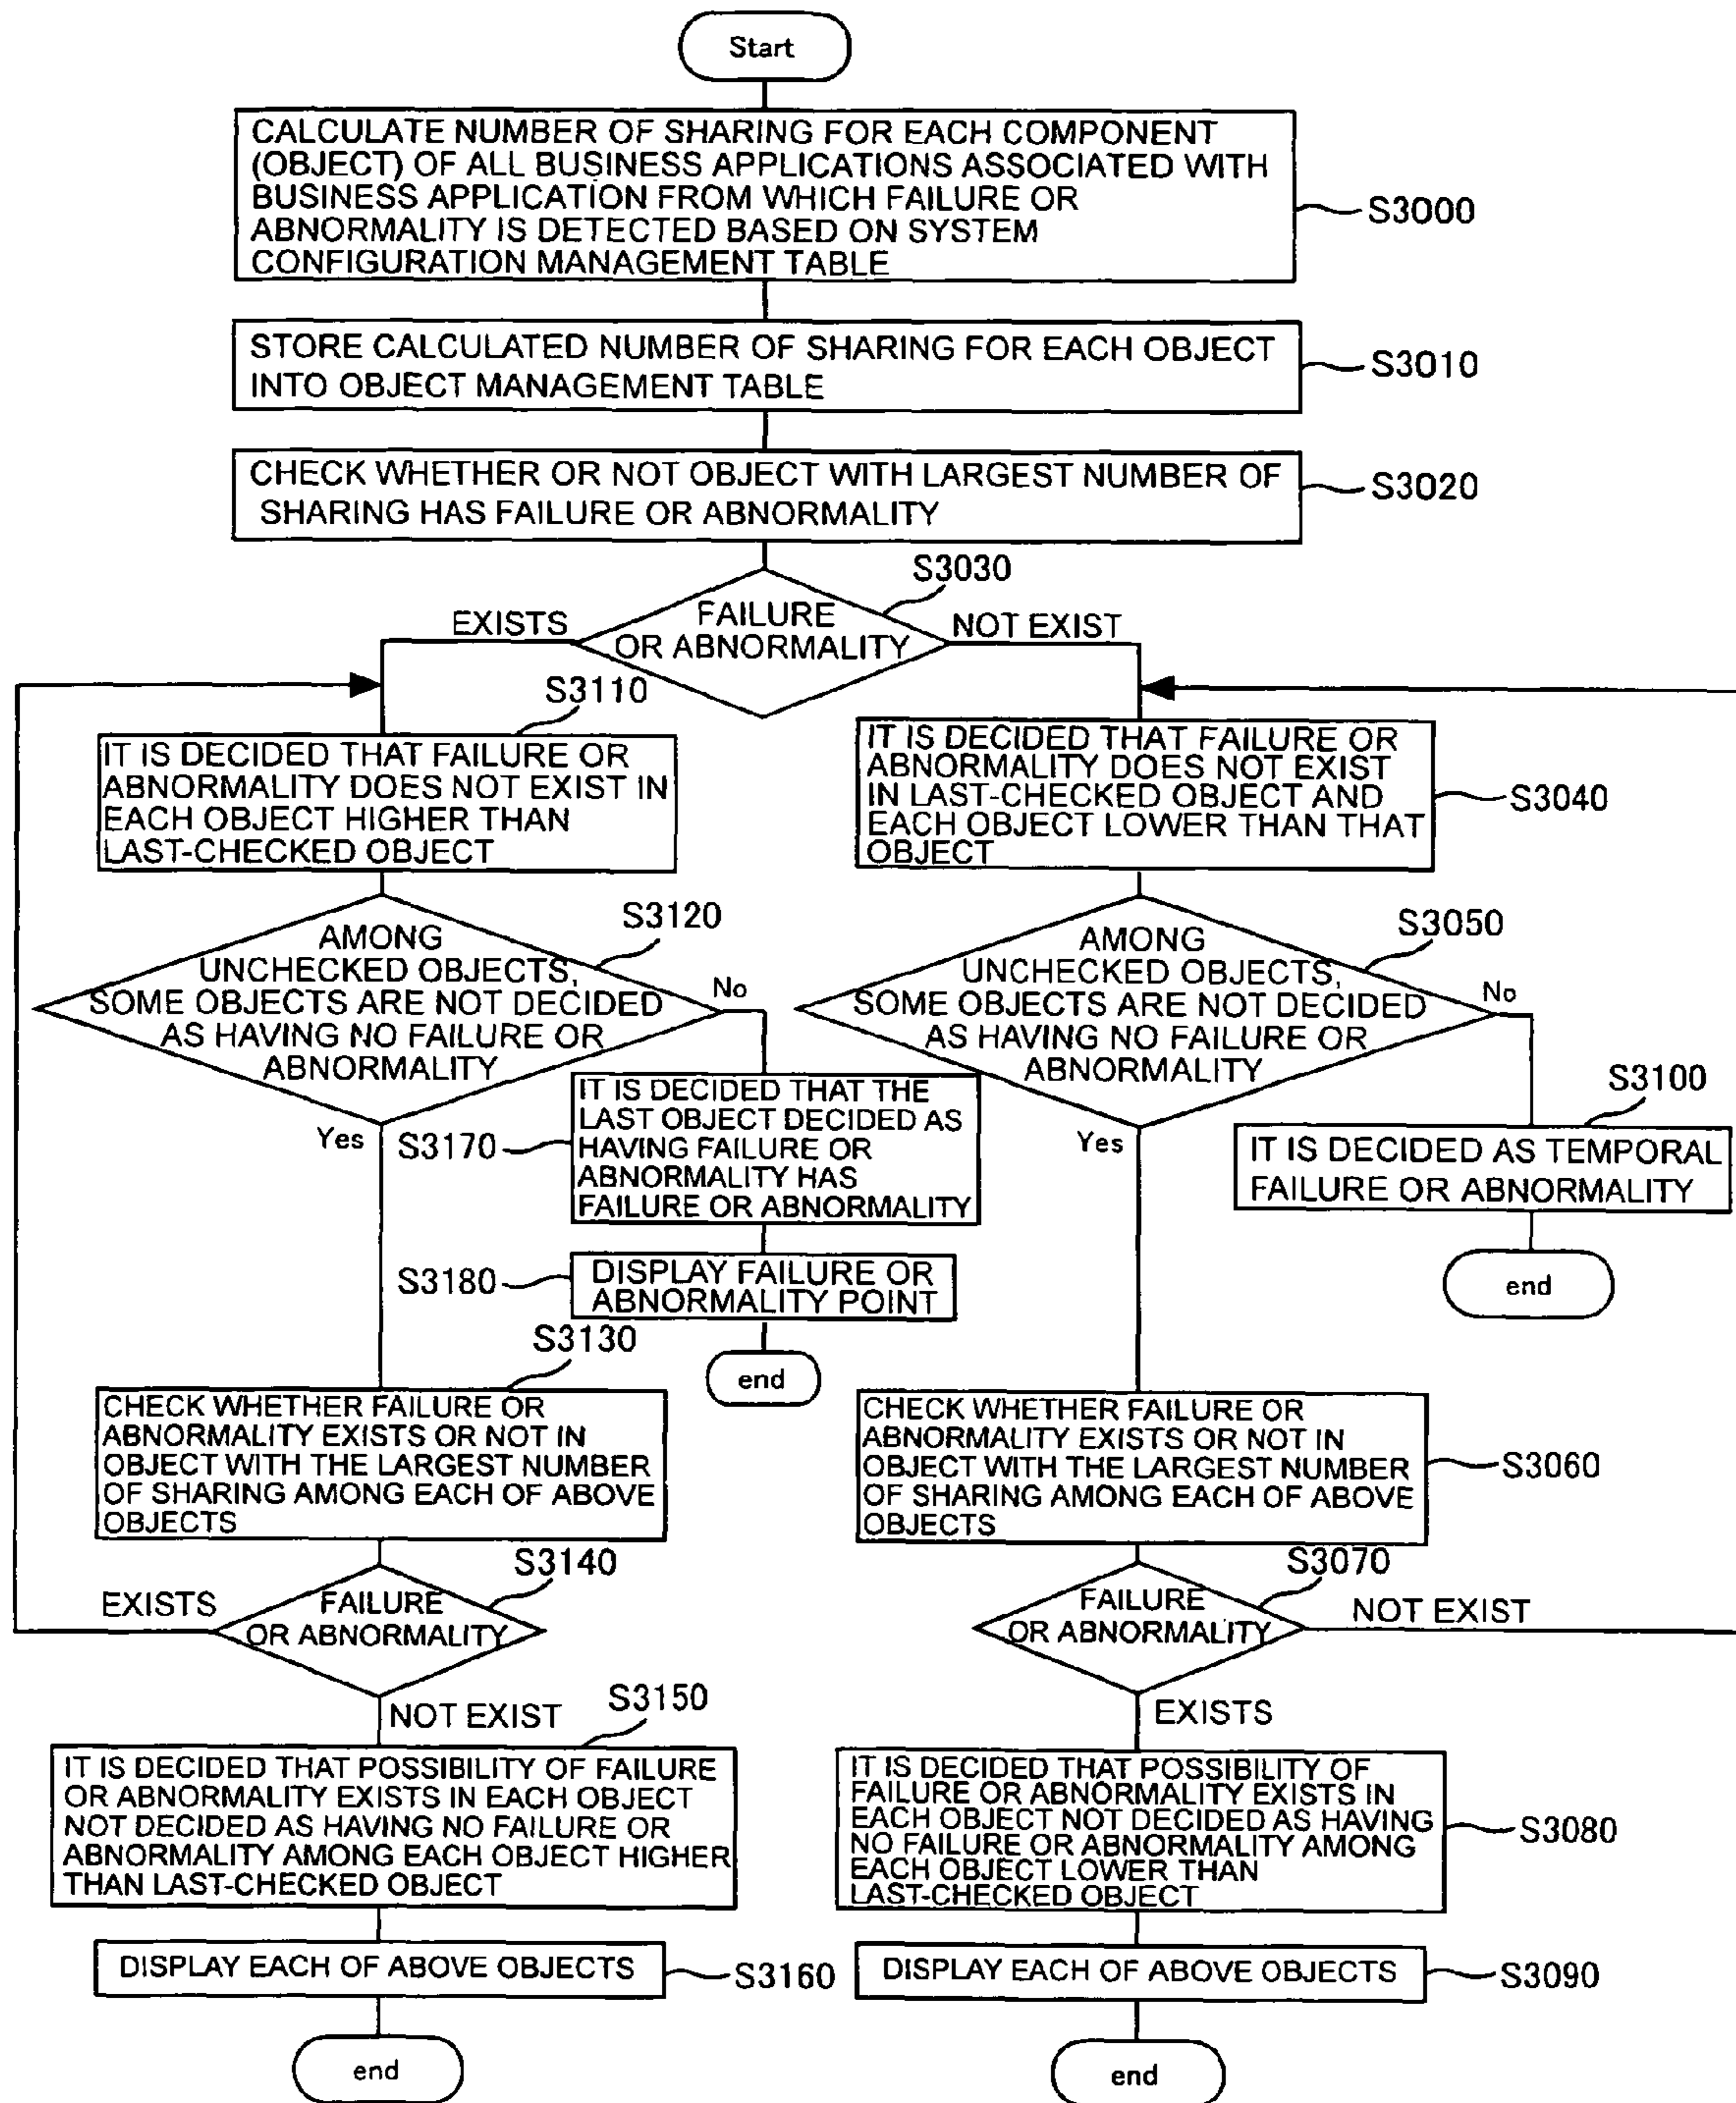 Start
CALCULATE NUMBER OF SHARING FOR EACH COMPONENT
(OBJECT) OF ALL BUSINESS APPLICATIONS ASSOCIATED WITH
BUSINESS APPLICATION FROM WHICH FAILURE OR
ABNORMALITY IS DETECTED BASED ON SYSTEM
CONFIGURATION MANAGEMENT TABLE
S3000
STORE CALCULATED NUMBER OF SHARING FOR EACH OBJECT
INTO OBJECT MANAGEMENT TABLE
S3010
CHECK WHETHER OR NOT OBJECT WITH LARGEST NUMBER OF
SHARING HAS FAILURE OR ABNORMALITY
S3020
S3030
FAILURE
OR ABNORMALITY
EXISTS
NOT EXIST
S3110
IT IS DECIDED THAT FAILURE OR
ABNORMALITY DOES NOT EXIST IN
EACH OBJECT HIGHER THAN
LAST-CHECKED OBJECT
IT IS DECIDED THAT FAILURE OR
ABNORMALITY DOES NOT EXIST
IN LAST-CHECKED OBJECT AND
EACH OBJECT LOWER THAN THAT
OBJECT
S3040
S3120
AMONG
UNCHECKED OBJECTS,
SOME OBJECTS ARE NOT DECIDED
AS HAVING NO FAILURE OR
ABNORMALITY
No
Yes
S3050
AMONG
UNCHECKED OBJECTS,
SOME OBJECTS ARE NOT DECIDED
AS HAVING NO FAILURE OR
ABNORMALITY
No
Yes
S3170
IT IS DECIDED THAT THE
LAST OBJECT DECIDED AS
HAVING FAILURE OR
ABNORMALITY HAS
FAILURE OR ABNORMALITY
S3100
IT IS DECIDED AS TEMPORAL
FAILURE OR ABNORMALITY
end
S3180
DISPLAY FAILURE OR
ABNORMALITY POINT
end
S3130
CHECK WHETHER FAILURE OR
ABNORMALITY EXISTS OR NOT IN
OBJECT WITH THE LARGEST NUMBER
OF SHARING AMONG EACH OF ABOVE
OBJECTS
CHECK WHETHER FAILURE OR
ABNORMALITY EXISTS OR NOT IN
OBJECT WITH THE LARGEST NUMBER
OF SHARING AMONG EACH OF ABOVE
OBJECTS
S3060
S3140
EXISTS
FAILURE
OR ABNORMALITY
NOT EXIST
S3070
FAILURE
OR ABNORMALITY
NOT EXIST
EXISTS
S3150
IT IS DECIDED THAT POSSIBILITY OF FAILURE
OR ABNORMALITY EXISTS IN EACH OBJECT
NOT DECIDED AS HAVING NO FAILURE OR
ABNORMALITY AMONG EACH OBJECT HIGHER
THAN LAST-CHECKED OBJECT
IT IS DECIDED THAT POSSIBILITY OF
FAILURE OR ABNORMALITY EXISTS IN
EACH OBJECT NOT DECIDED AS HAVING
NO FAILURE OR ABNORMALITY AMONG
EACH OBJECT LOWER THAN
LAST-CHECKED OBJECT
S3080
DISPLAY EACH OF ABOVE OBJECTS
S3160
DISPLAY EACH OF ABOVE OBJECTS
S3090
end
end